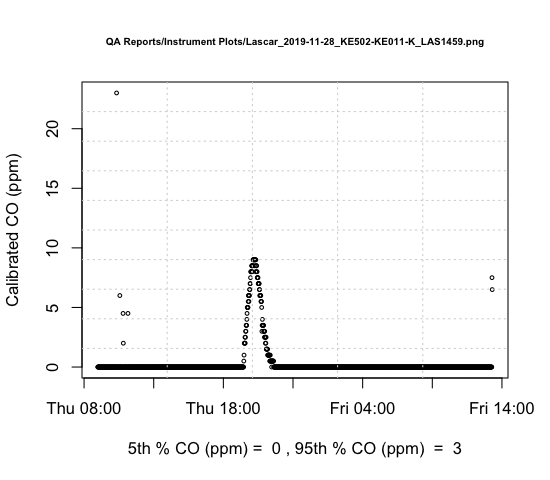 QA Reports/Instrument Plots/Lascar_2019-11-28_KE502-KE011-K_LAS1459.png
Calibrated CO (ppm)
20
15
10
5
0
Thu 08:00 Thu 18:00 Fri 04:00 Fri 14:00
5th % CO (ppm) = 0 , 95th % CO (ppm) = 3